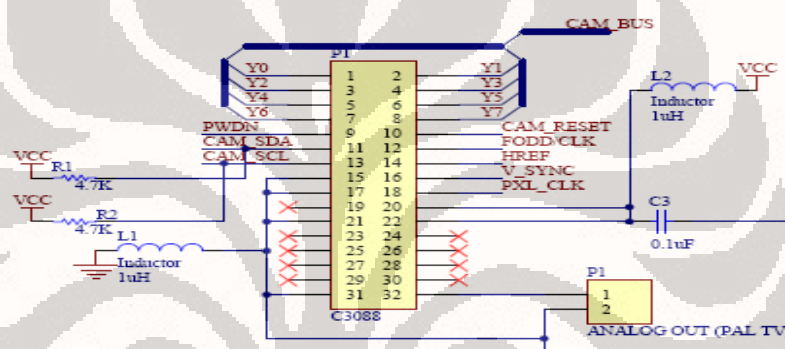 CAM_BUS
P1
Y0 1 2 Y1
Y2 3 4 Y3
Y4 5 6 Y5
Y6 7 8 Y7
PWDN 9 10 CAM_RESET
CAM_SDA 11 12 FODD/CLK
CAM_SCL 13 14 HREF
15 16 V_SYNC
17 18 PXL_CLK
19 20
21 22
23 24
25 26
27 28
29 30
31 32
C3088
VCC
R1
4.7K
VCC
R2
4.7K
L1
Inductor
1uH
L2
VCC
Inductor
1uH
C3
0.1uF
P1
1
2
ANALOG OUT (PAL TV